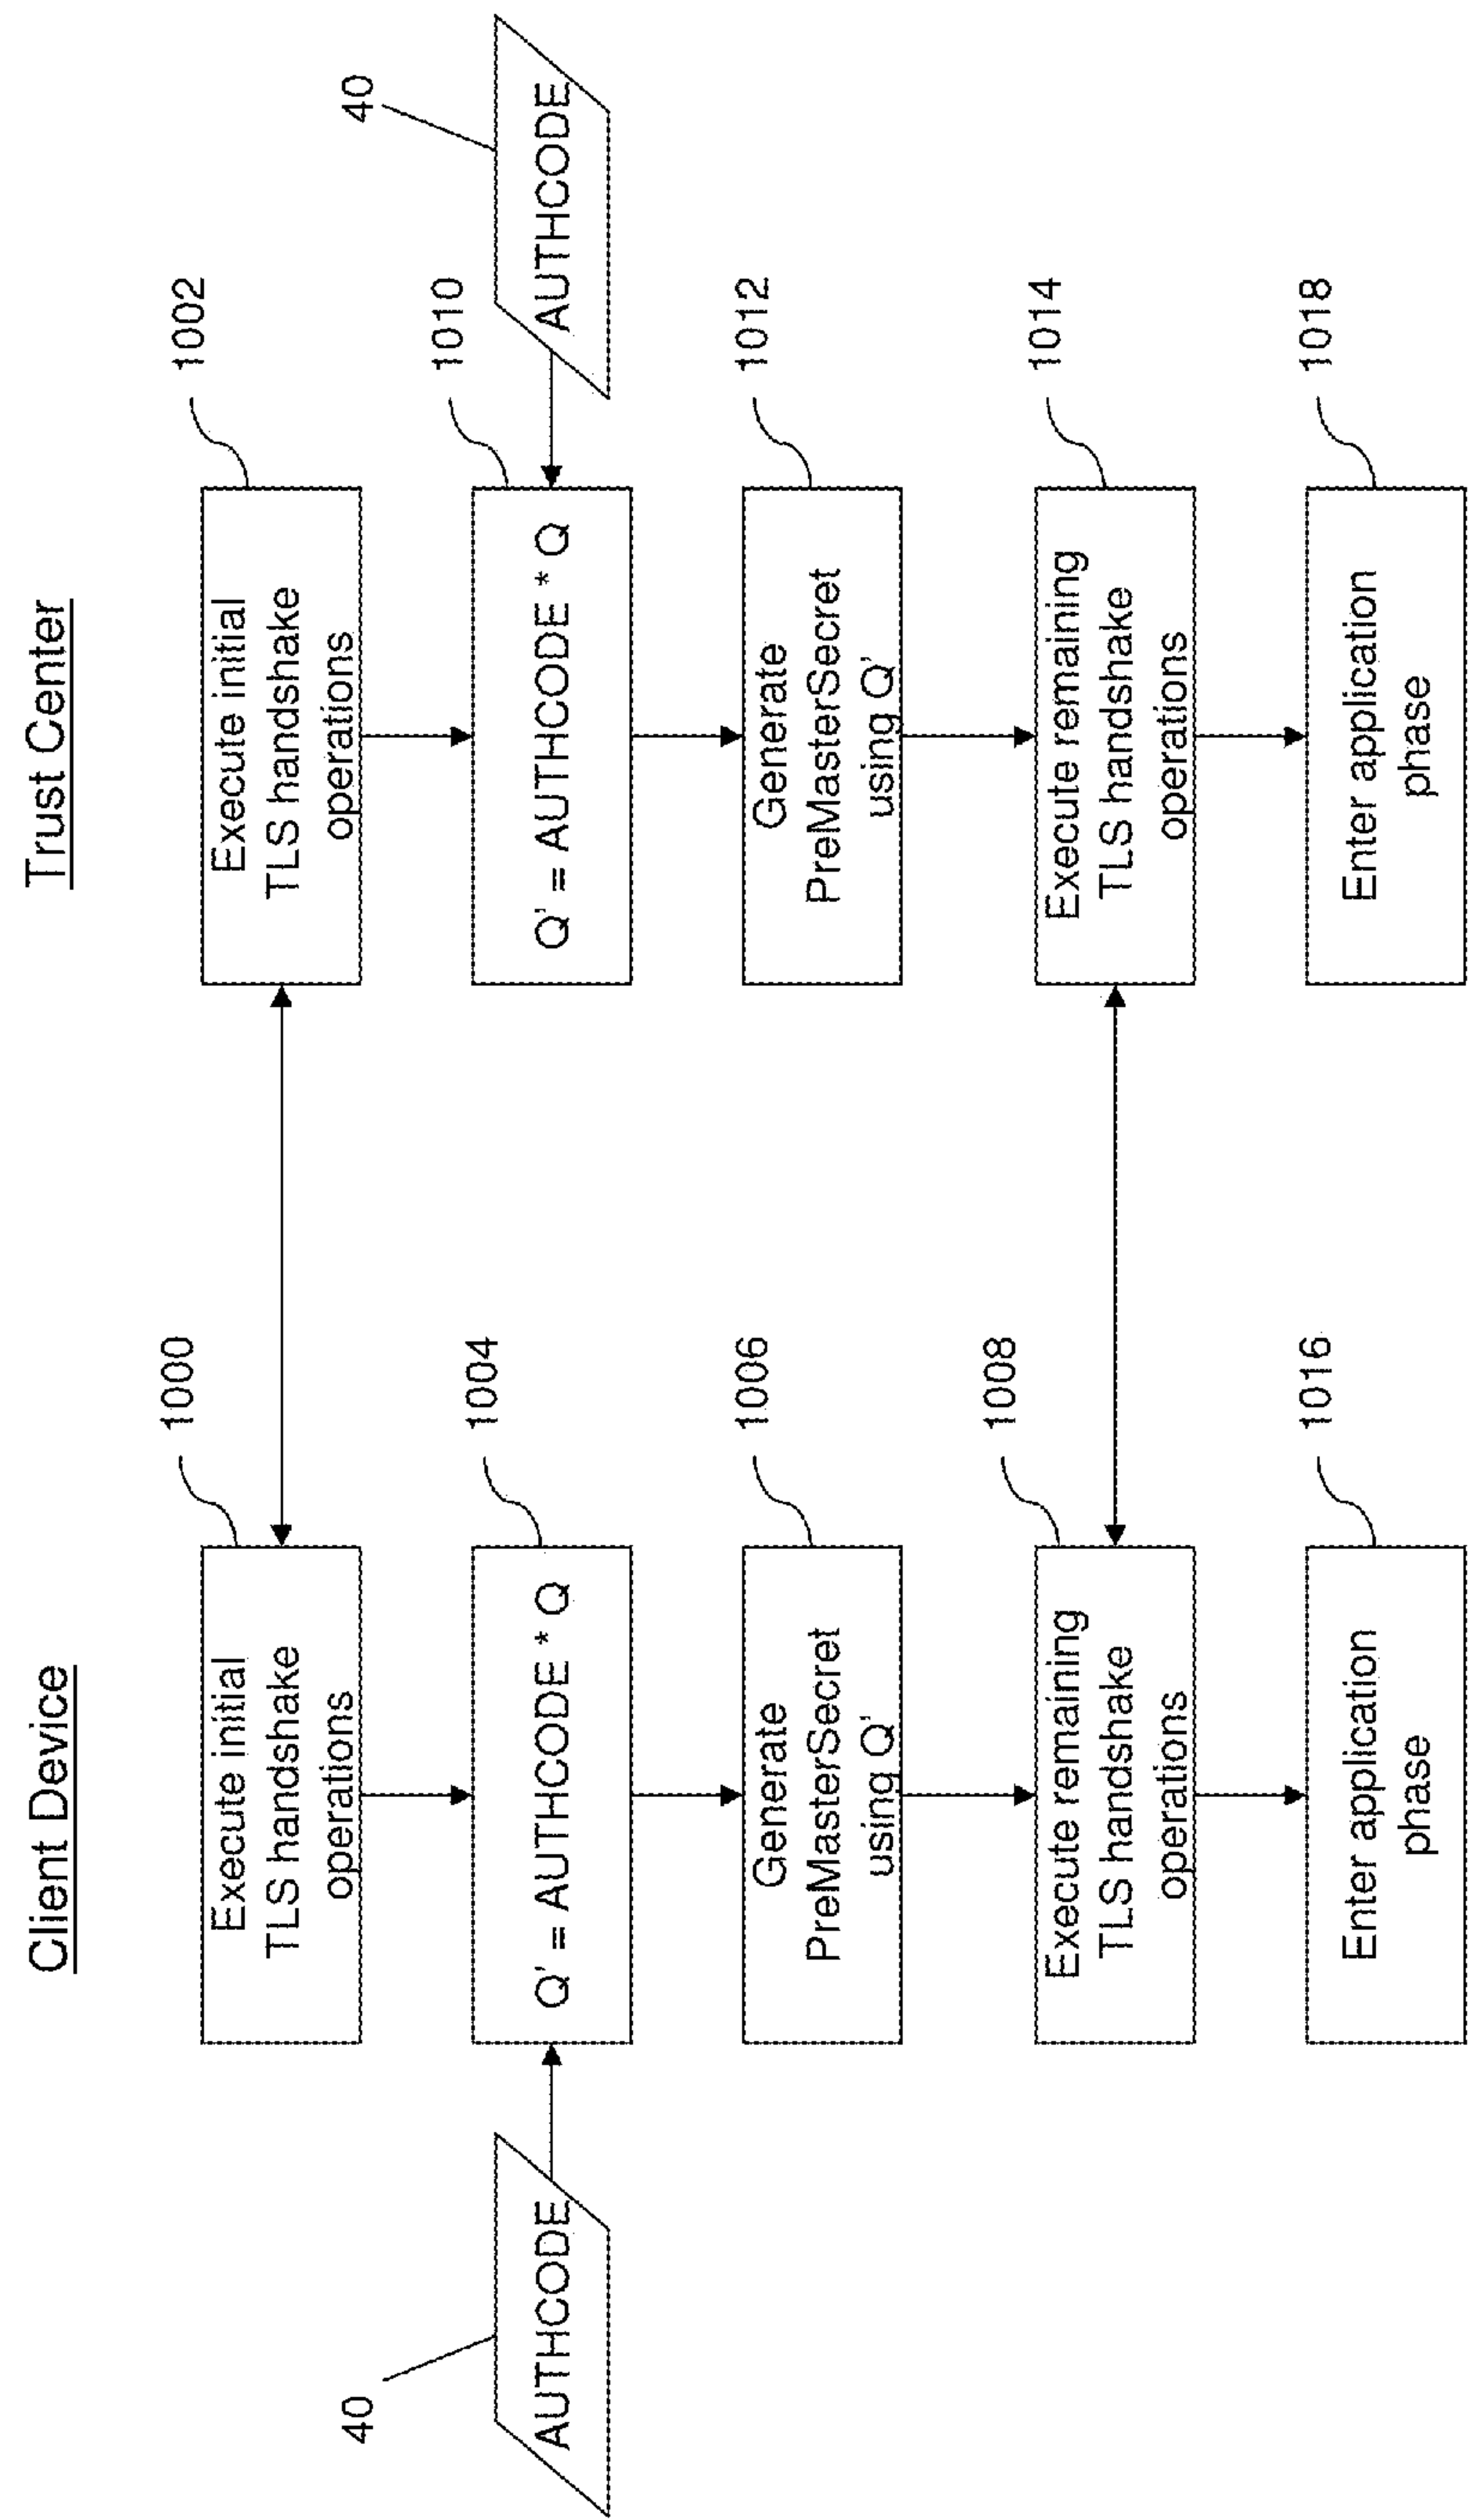 Client Device
Trust Center
1000
1002
Execute initial
TLS handshake
operations
Execute initial
TLS handshake
operations
40
40
1004
1010
AUTHCODE
Q' = AUTHCODE * Q
Q' = AUTHCODE * Q
AUTHCODE
1006
1012
Generate
PreMasterSecret
using Q'
Generate
PreMasterSecret
using Q'
1008
1014
Execute remaining
TLS handshake
operations
Execute remaining
TLS handshake
operations
1016
1018
Enter application
phase
Enter application
phase